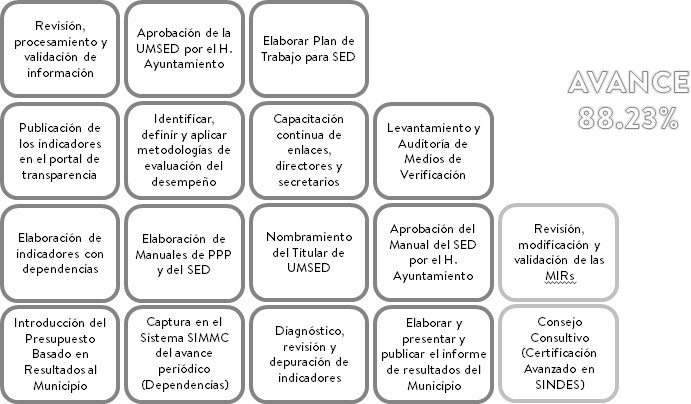 Revisión,
procesamiento y
validación de
información
Aprobación de la
UMSED por el H.
Ayuntamiento
Elaborar Plan de
Trabajo para SED
AVANCE
88.23%
Publicación de
los indicadores
en el portal de
transparencia
Identificar,
definir y aplicar
metodologías de
evaluación del
desempeño
Capacitación
continua de
enlaces,
directores y
secretarios
Levantamiento y
Auditoría de
Medios de
Verificación
Elaboración de
indicadores con
dependencias
Elaboración de
Manuales de PPP
y del SED
Nombramiento
del Titular de
UMSED
Aprobación del
Manual del SED
por el H.
Ayuntamiento
Revisión,
modificación y
validación de las
MIRs
Introducción del
Presupuesto
Basado en
Resultados al
Municipio
Captura en el
Sistema SIMMC
del avance
periódico
(Dependencias)
Diagnóstico,
revisión y
depuración de
indicadores
Elaborar y
presentar y
publicar el informe
de resultados del
Municipio
Consejo
Consultivo
(Certificación
Avanzado en
SINDES)